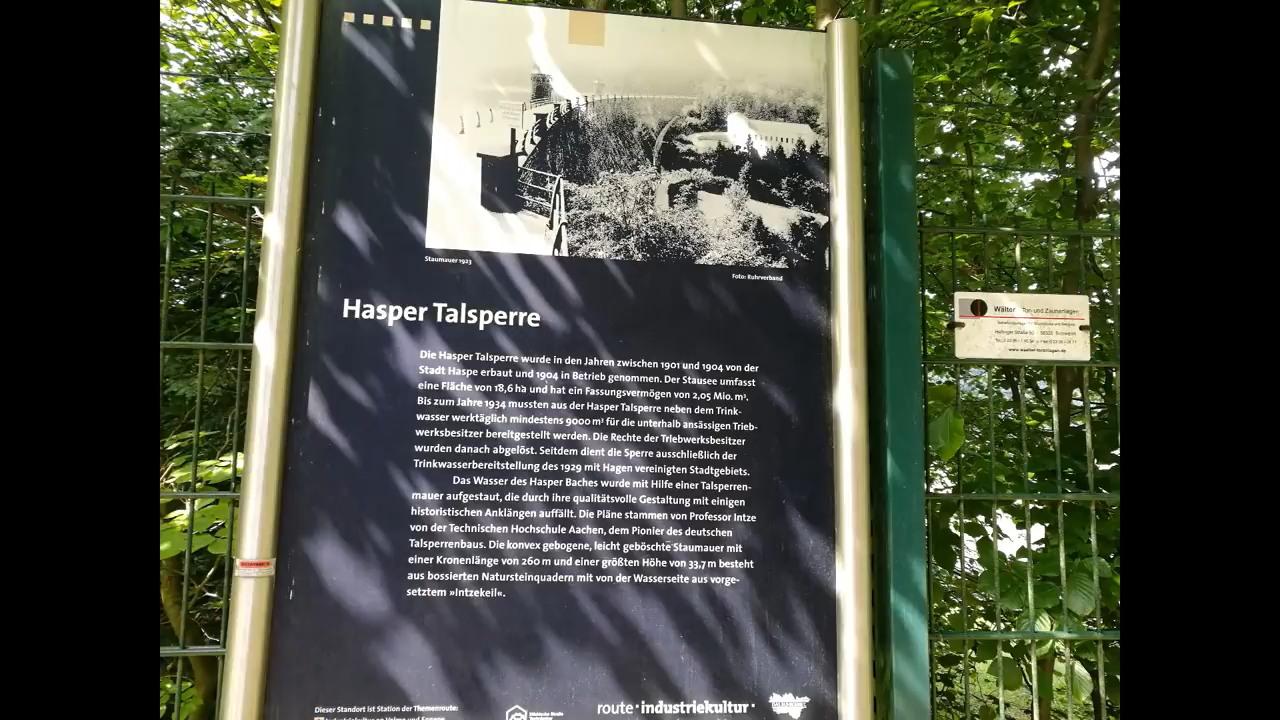 Staumauer 1923
Foto: Ruhrverband
Hasper Talsperre
Die Hasper Talsperre wurde in den Jahren zwischen 1901 und 1904 von der
Stadt Haspe erbaut und 1904 in Betrieb genommen. Der Stausee umfasst
eine Fläche von 18,6 ha und hat ein Fassungsvermögen von 2,05 Mio. m³.
Bis zum Jahre 1934 mussten aus der Hasper Talsperre neben dem Trink-
wasser werktäglich mindestens 9000 m³ für die unterhalb ansässigen Trieb-
werksbesitzer bereitgestellt werden. Die Rechte der Triebwerksbesitzer
wurden danach abgelöst. Seitdem dient die Sperre ausschließlich der
Trinkwasserbereitstellung des 1929 mit Hagen vereinigten Stadtgebiets.
Das Wasser des Hasper Baches wurde mit Hilfe einer Talsperren-
mauer aufgestaut, die durch ihre qualitätsvolle Gestaltung mit einigen
historistischen Anklängen auffällt. Die Pläne stammen von Professor Intze
von der Technischen Hochschule Aachen, dem Pionier des deutschen
Talsperrenbaus. Die konvex gebogene, leicht geböschte Staumauer mit
einer Kronenlänge von 260 m und einer größten Höhe von 33,7 m besteht
aus bossierten Natursteinquadern mit von der Wasserseite aus vorge-
setztem »Intzekeil«.
Dieser Standort ist Station der Themenroute:
route · industriekultur ·
Wälter Tor- und Zaunanlagen